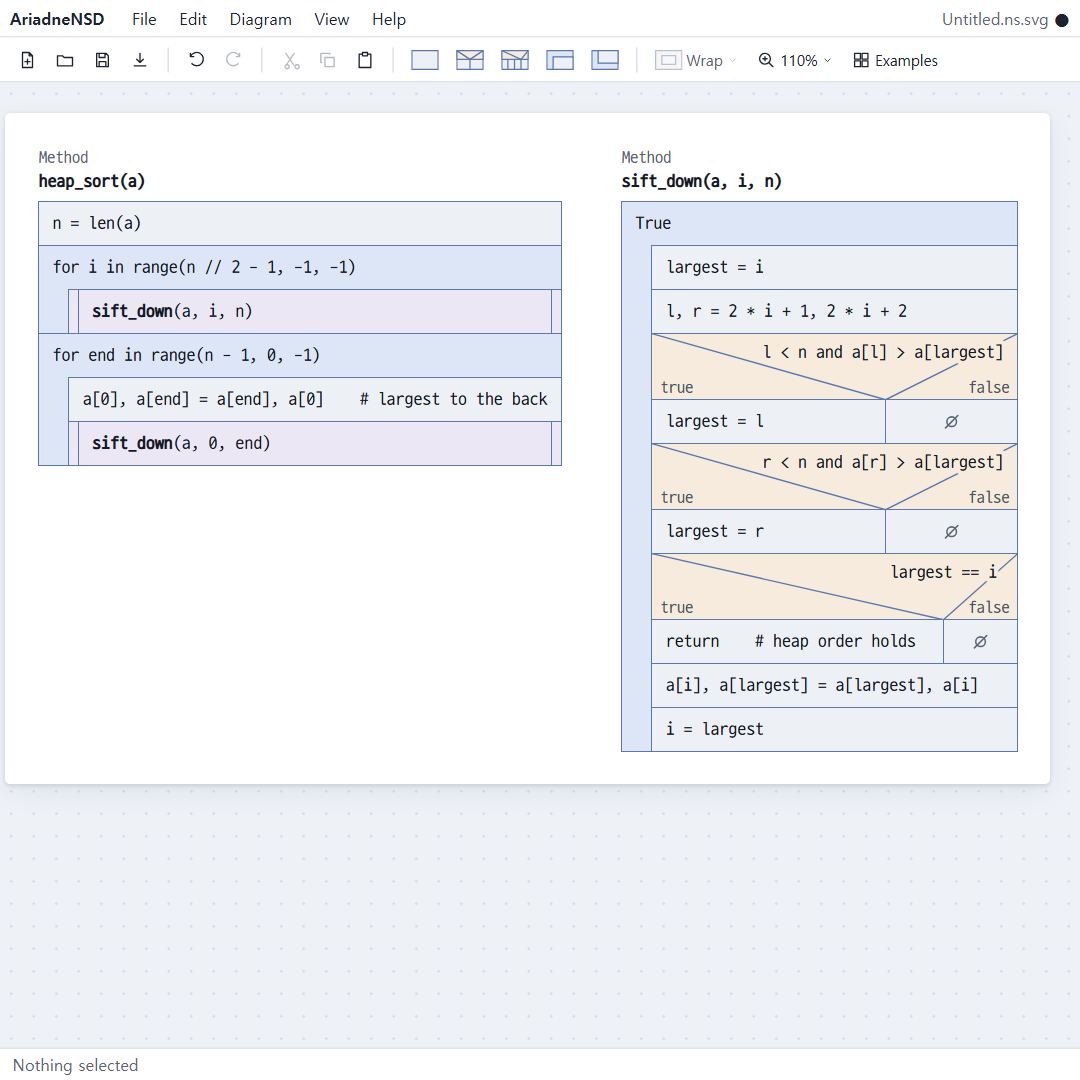 AriadneNSD File Edit Diagram View Help Untitled.ns.svg
Wrap 110% Examples
Method
heap_sort(a)
n = len(a)
for i in range(n // 2 - 1, -1, -1)
sift_down(a, i, n)
for end in range(n - 1, 0, -1)
a[0], a[end] = a[end], a[0] # largest to the back
sift_down(a, 0, end)
Method
sift_down(a, i, n)
True
largest = i
l, r = 2 * i + 1, 2 * i + 2
l < n and a[l] > a[largest]
true false
largest = l ∅
r < n and a[r] > a[largest]
true false
largest = r ∅
largest == i
true false
return # heap order holds ∅
a[i], a[largest] = a[largest], a[i]
i = largest
Nothing selected